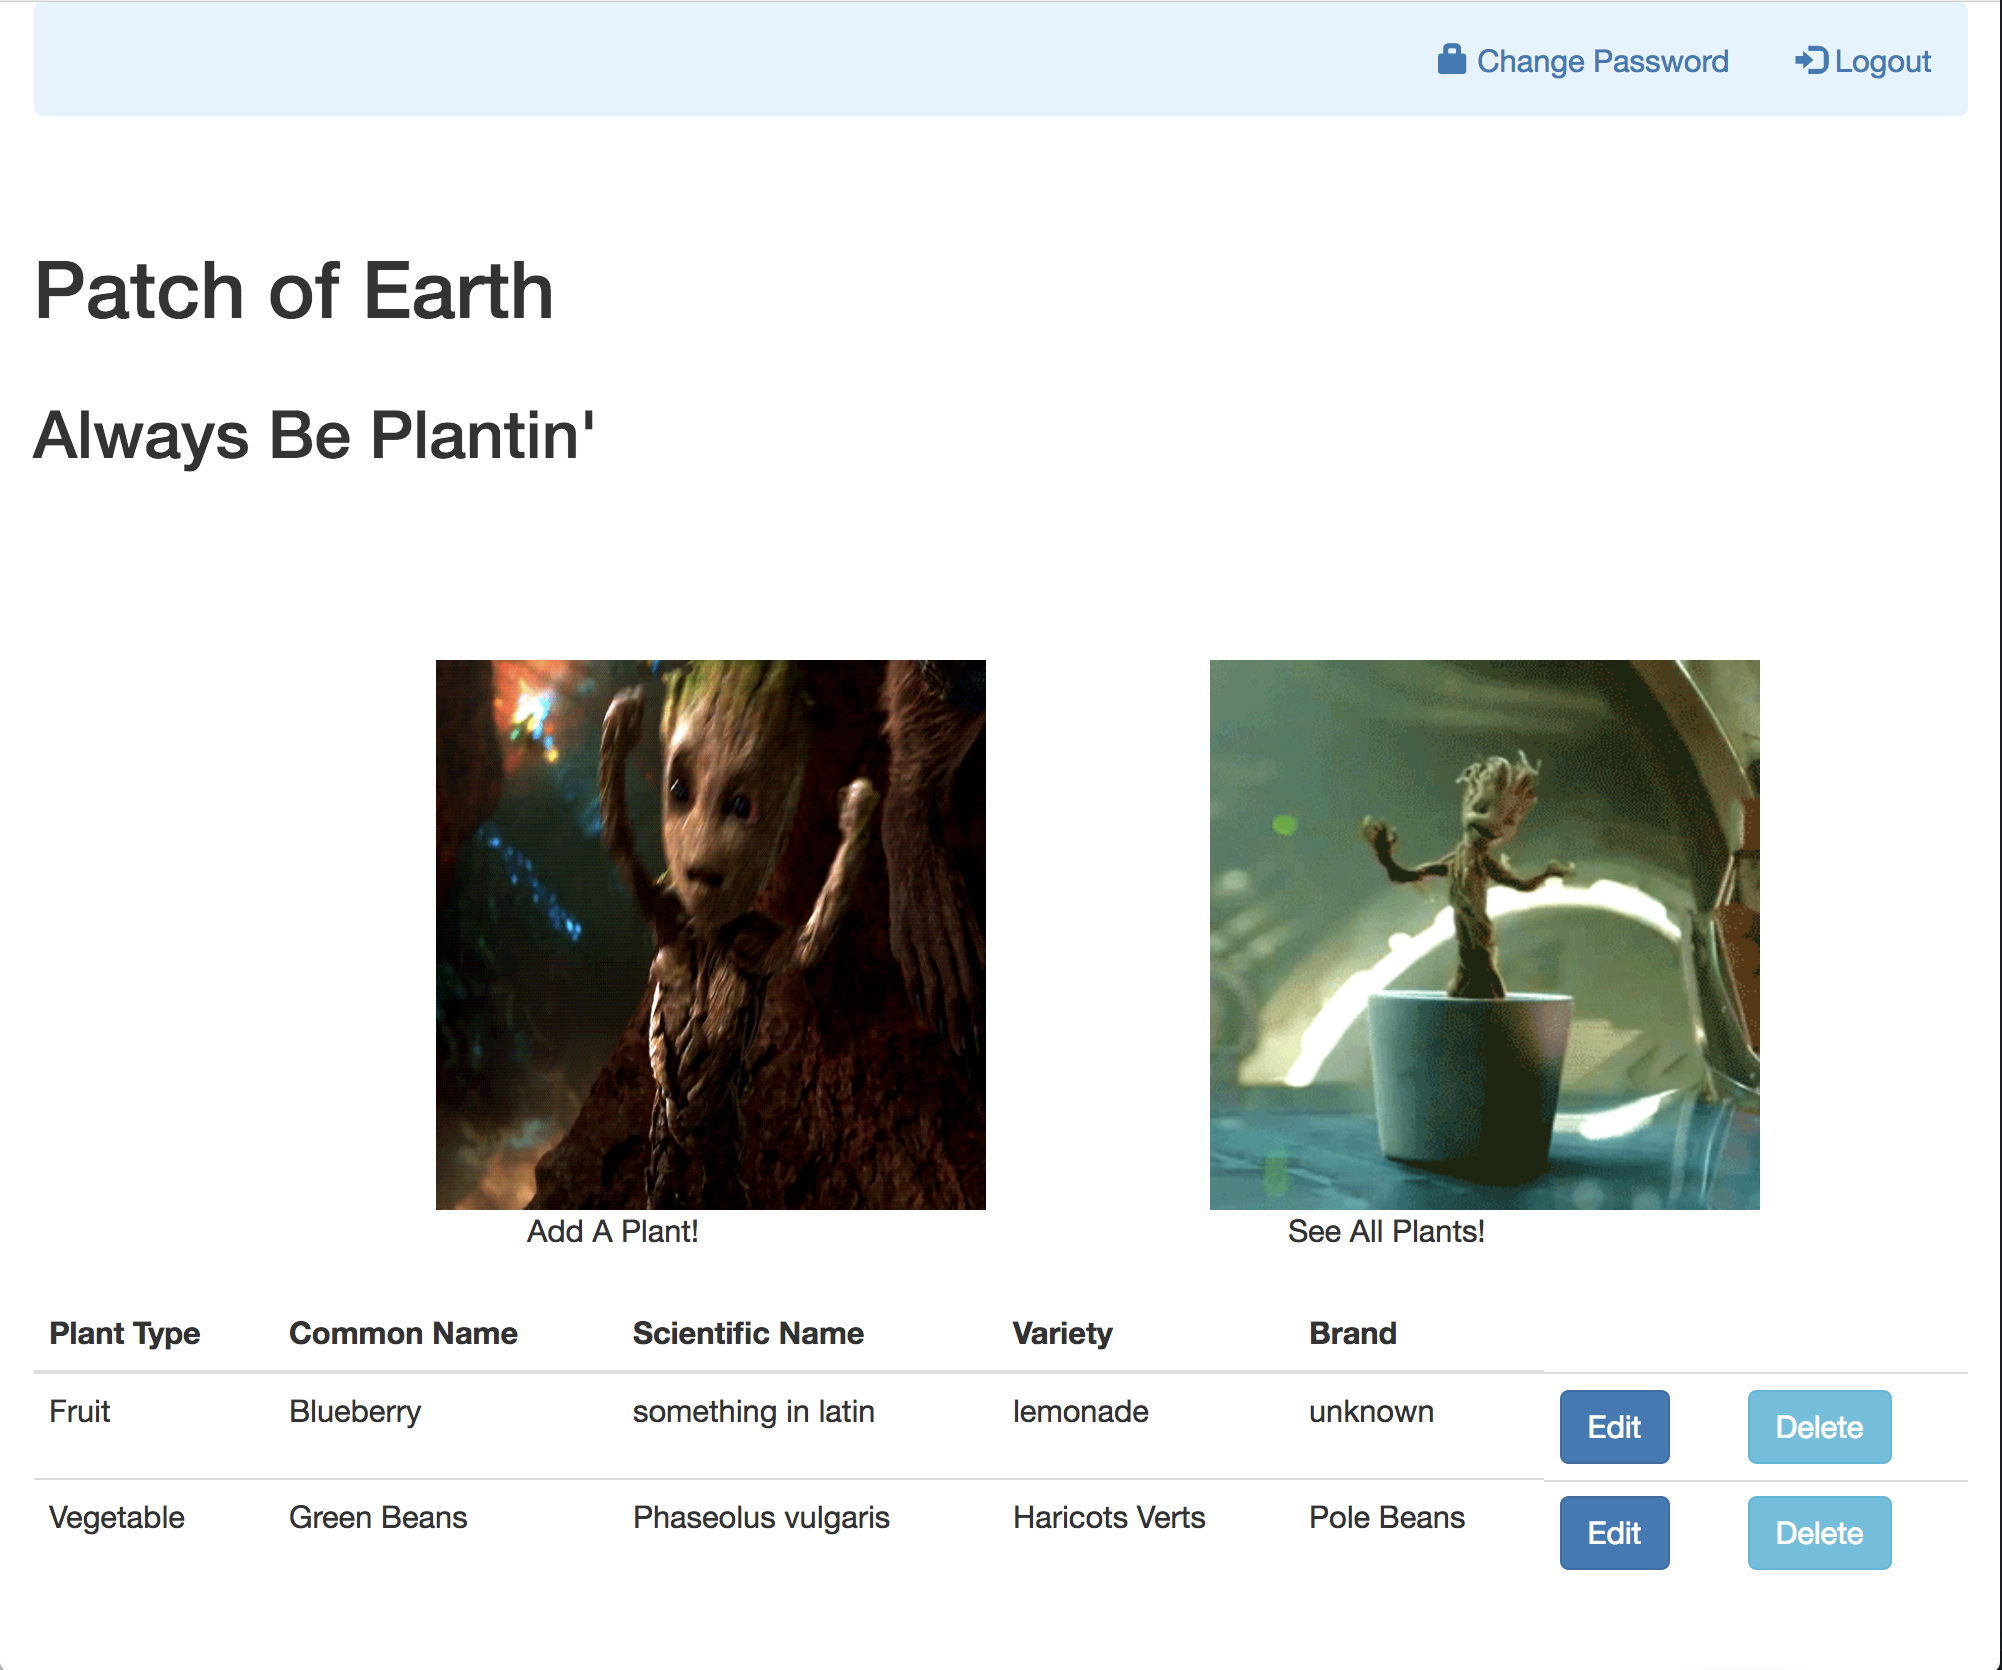 Change Password Logout
Patch of Earth
Always Be Plantin'
Add A Plant! See All Plants!
Plant Type Common Name Scientific Name Variety Brand
Fruit Blueberry something in latin lemonade unknown Edit Delete
Vegetable Green Beans Phaseolus vulgaris Haricots Verts Pole Beans Edit Delete